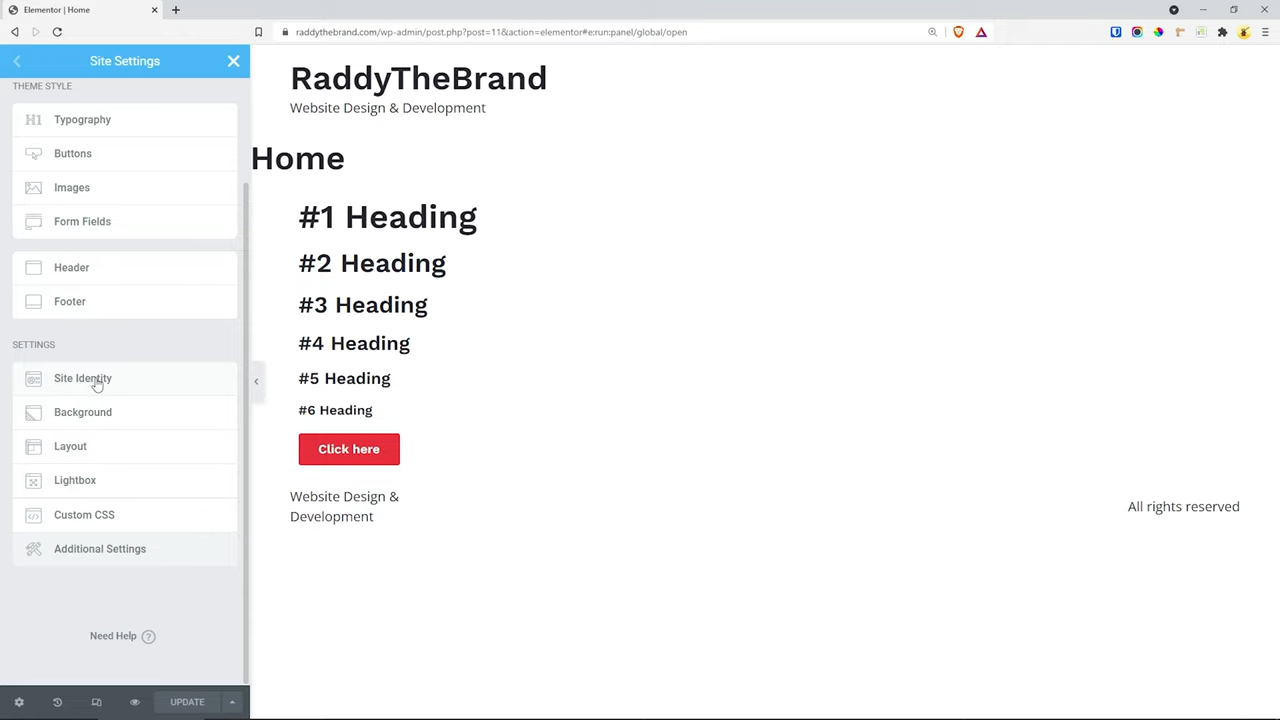 Elementor | Home
raddythebrand.com/wp-admin/post.php?post=11&action=elementor#e:run:panel/global/open
Site Settings
THEME STYLE
H1 Typography
Buttons
Images
Form Fields
Header
Footer
SETTINGS
Site Identity
Background
Layout
Lightbox
Custom CSS
Additional Settings
Need Help ?
UPDATE
RaddyTheBrand
Website Design & Development
Home
#1 Heading
#2 Heading
#3 Heading
#4 Heading
#5 Heading
#6 Heading
Click here
Website Design &
Development
All rights reserved